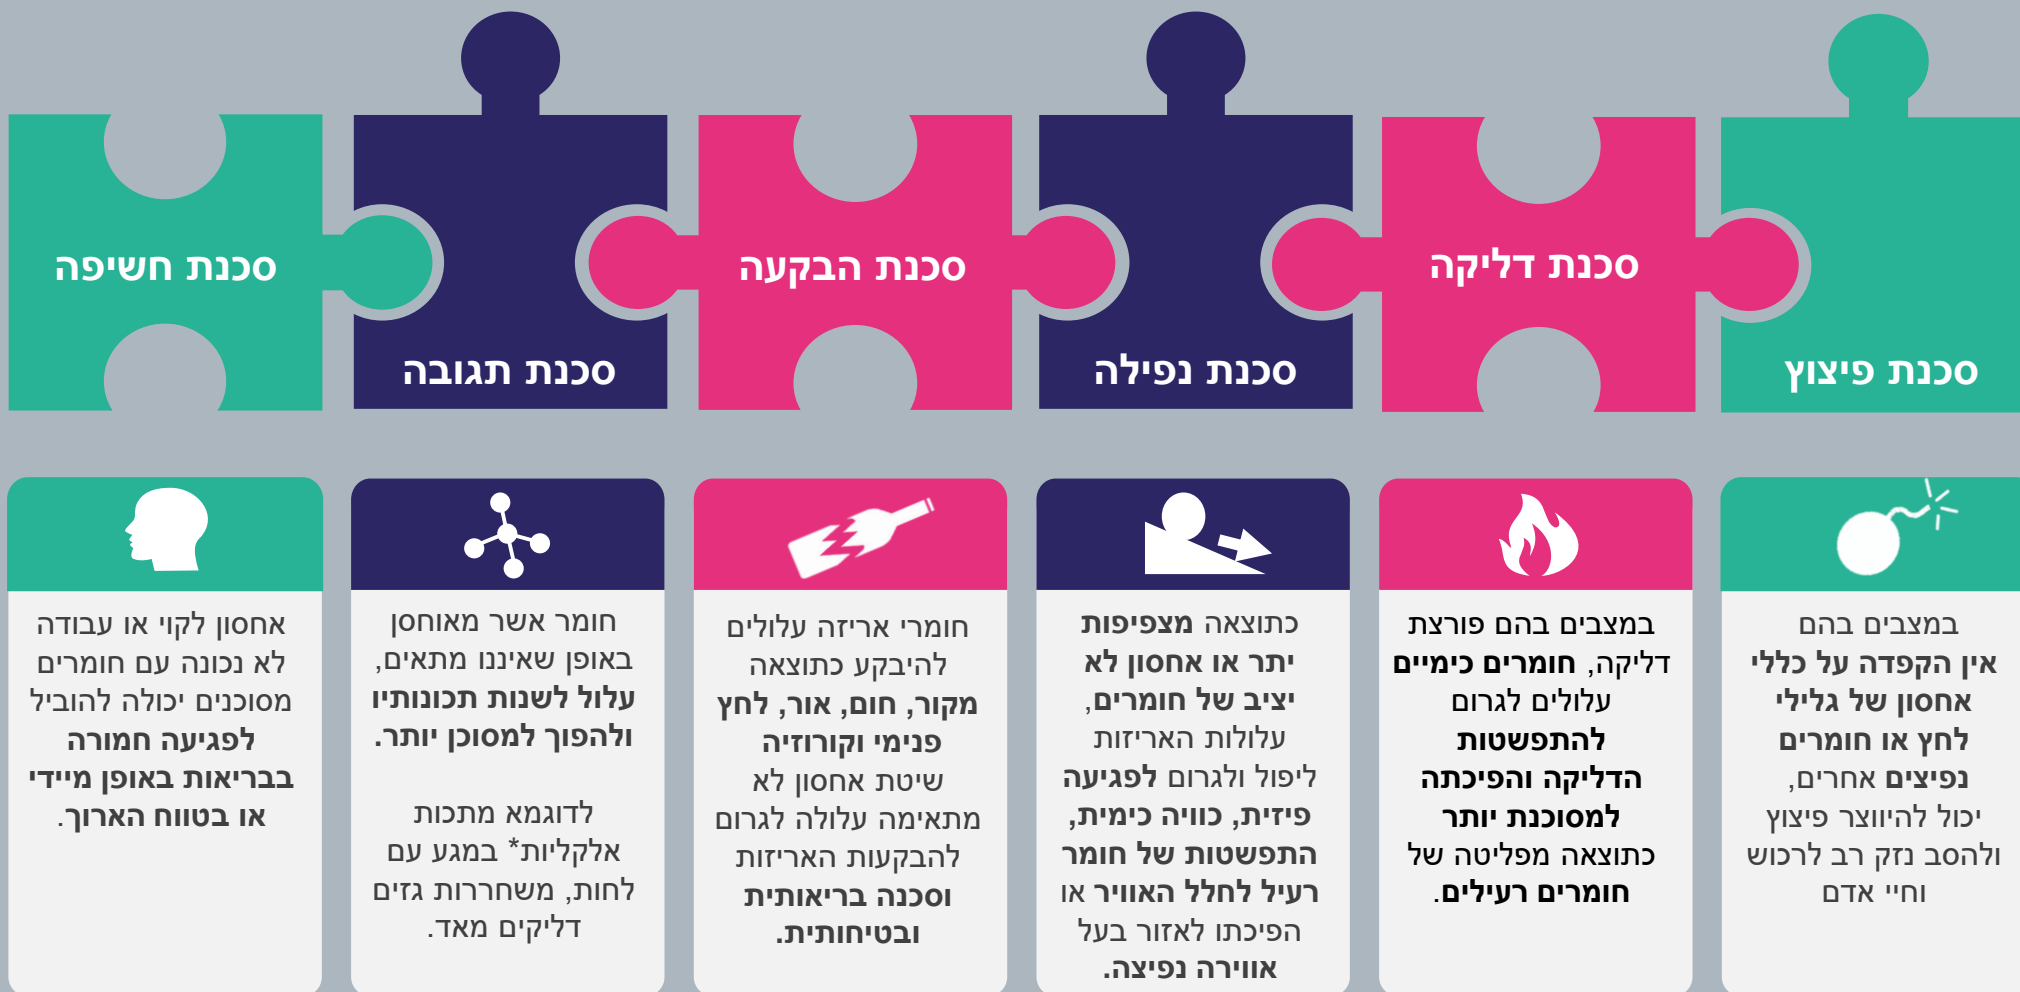 סכנת פיצוץ
סכנת דליקה
סכנת נפילה
סכנת הבקעה
סכנת תגובה
סכנת חשיפה
במצבים בהם
אין הקפדה על כללי
אחסון של גלילי
לחץ או חומרים
נפיצים אחרים,
יכול להיווצר פיצוץ
ולהסב נזק רב לרכוש
וחיי אדם
במצבים בהם פורצת
דליקה, חומרים כימיים
עלולים לגרום
להתפשטות
הדליקה והפיכתה
למסוכנת יותר
כתוצאה מפליטה של
חומרים רעילים.
כתוצאה מצפיפות
יתר או אחסון לא
יציב של חומרים,
עלולות האריזות
ליפול ולגרום לפגיעה
פיזית, כוויה כימית,
התפשטות של חומר
רעיל לחלל האוויר או
הפיכתו לאזור בעל
אווירה נפיצה.
חומרי אריזה עלולים
להיבקע כתוצאה
מקור, חום, אור, לחץ
פנימי וקורוזיה
שיטת אחסון לא
מתאימה עלולה לגרום
להבקעות האריזות
וסכנה בריאותית
ובטיחותית.
חומר אשר מאוחסן
באופן שאיננו מתאים,
עלול לשנות תכונותיו
ולהפוך למסוכן יותר.
לדוגמא מתכות
אלקליות* במגע עם
לחות, משחררות גזים
דליקים מאד.
אחסון לקוי או עבודה
לא נכונה עם חומרים
מסוכנים יכולה להוביל
לפגיעה חמורה
בבריאות באופן מיידי
או בטווח הארוך.